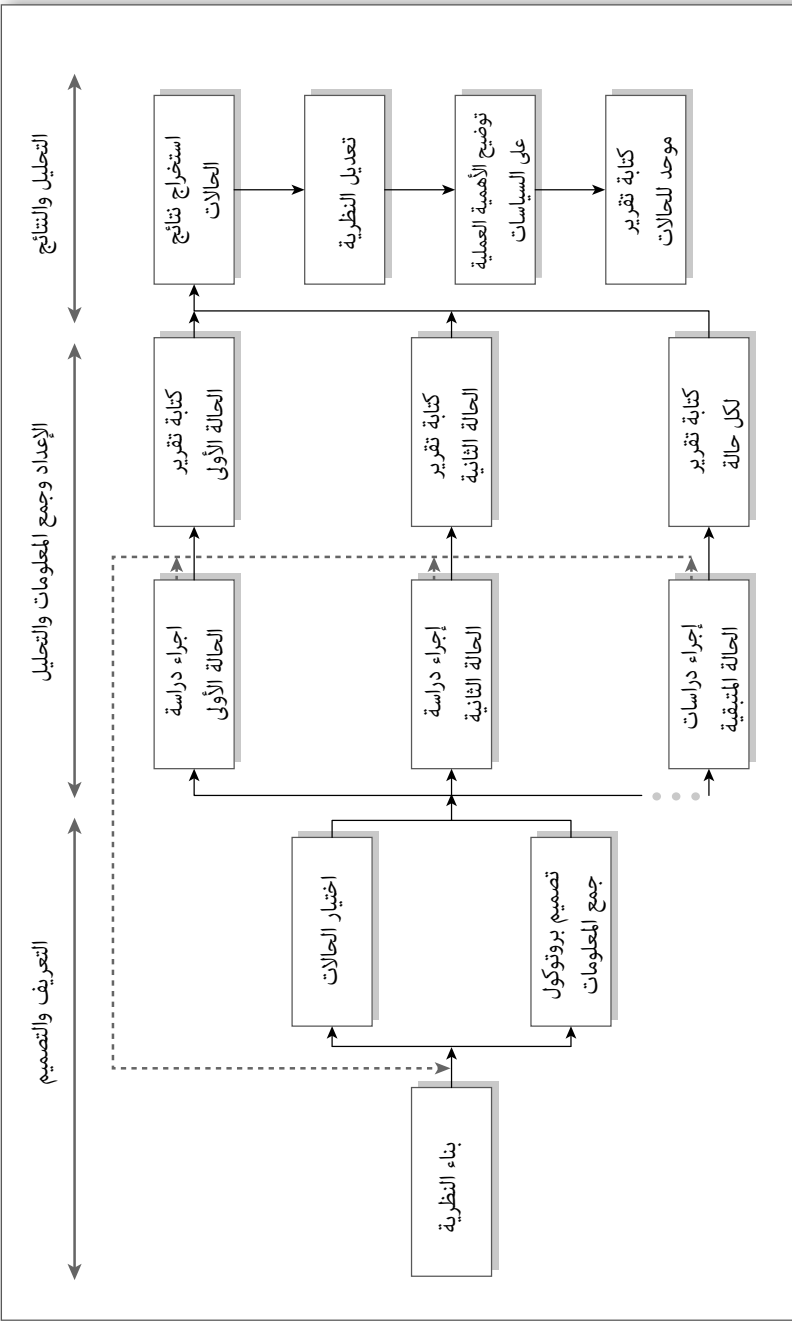 التعريف والتصميم
الإعداد وجمع المعلومات والتحليل
التحليل والنتائج
بناء النظرية
اختيار الحالات
تصميم بروتوكول
جمع المعلومات
اجراء دراسة
الحالة الأولى
إجراء دراسة
الحالة الثانية
إجراء دراسات
الحالة المتبقية
كتابة تقرير
الحالة الأولى
كتابة تقرير
الحالة الثانية
كتابة تقرير
لكل حالة
استخراج نتائج
الحالات
تعديل النظرية
توضيح الأهمية العملية
على السياسات
كتابة تقرير
موحد للحالات